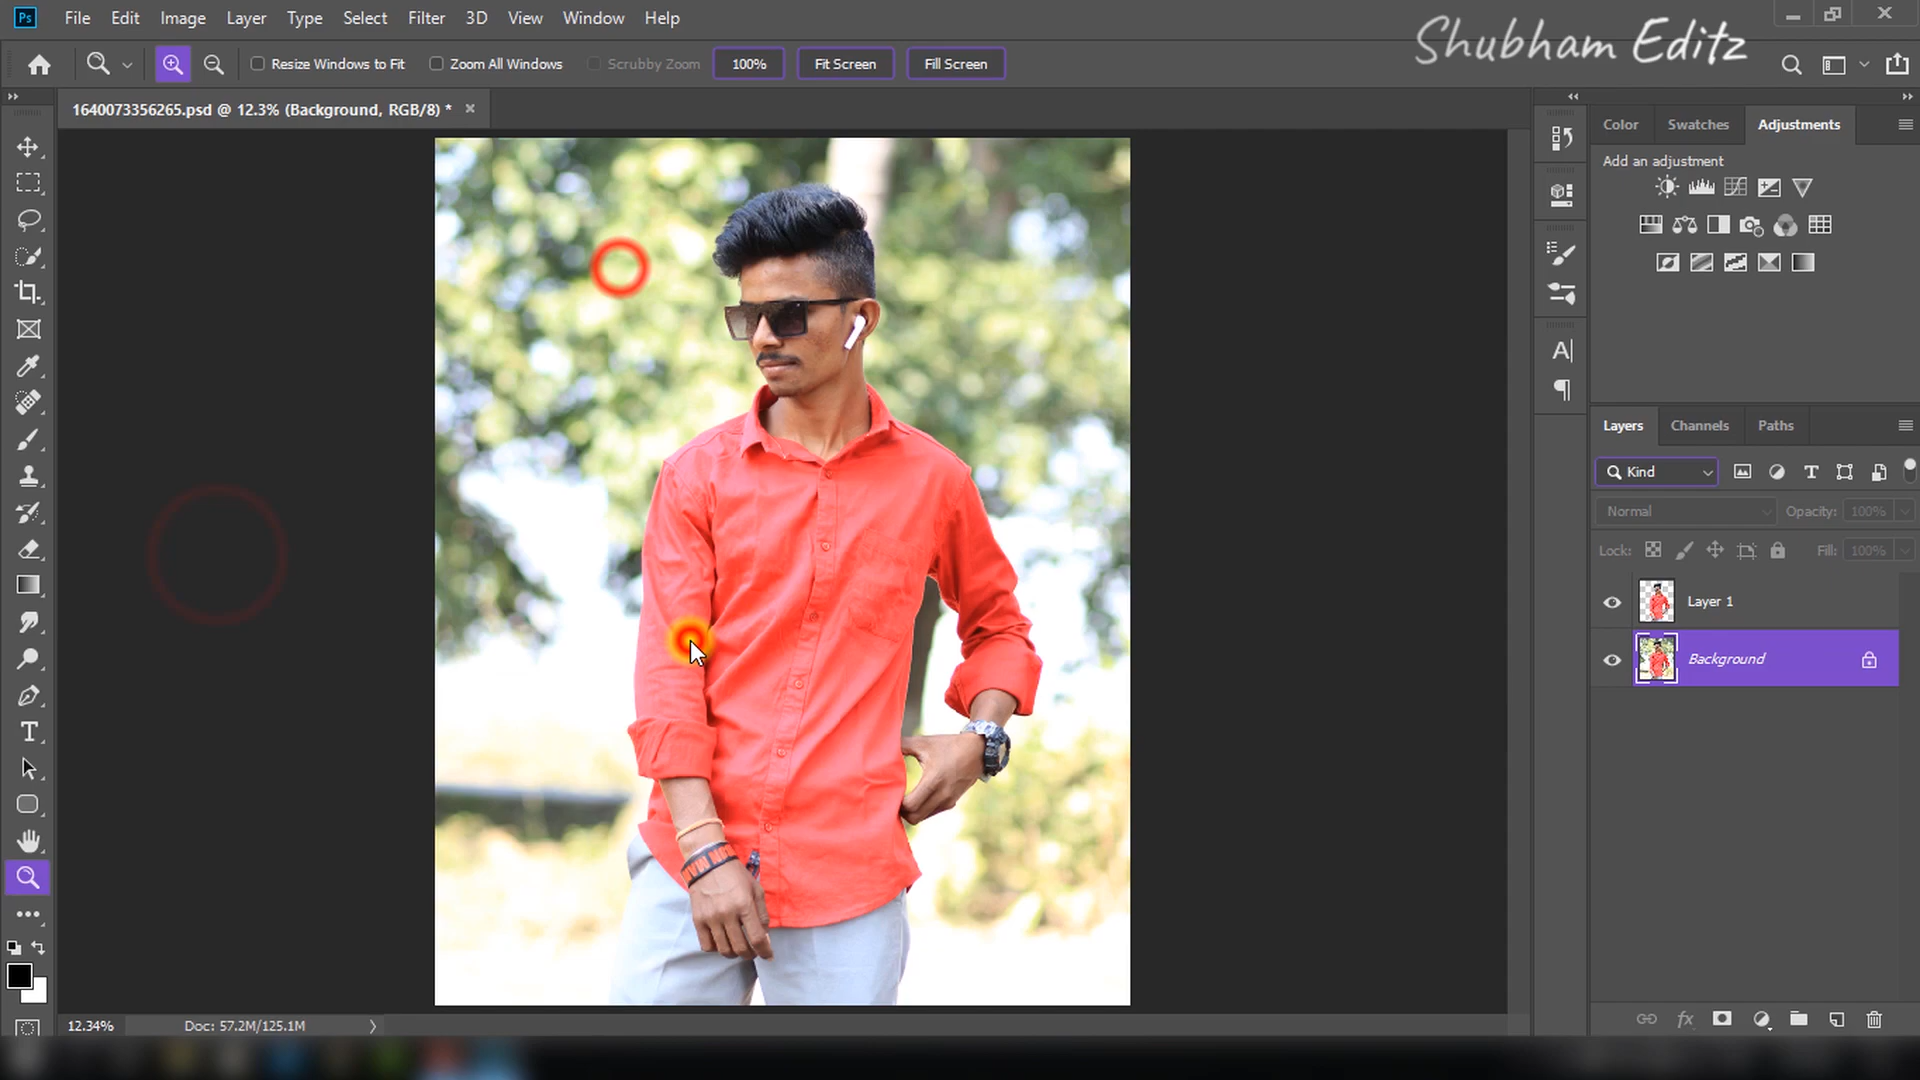 Ps File Edit Image Layer Type Select Filter 3D View Window Help
Shubham Editz
Resize Windows to Fit Zoom All Windows Scrubby Zoom 100% Fit Screen Fill Screen
1640073356265.psd @ 12.3% (Background, RGB/8) *
Color Swatches Adjustments
Add an adjustment
Layers Channels Paths
Kind
Normal Opacity: 100%
Lock: Fill: 100%
Layer 1
Background
12.34% Doc: 57.2M/125.1M